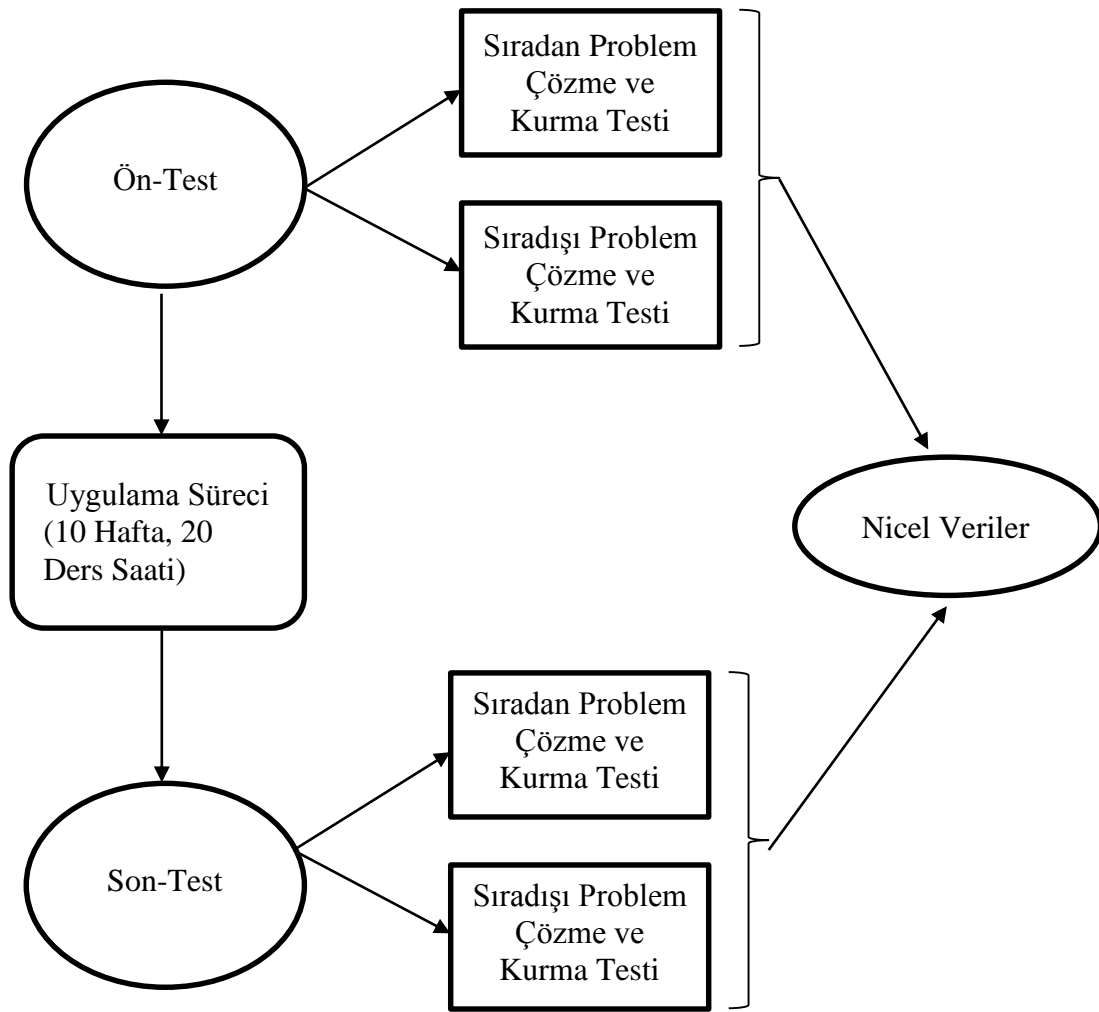 Ön-Test
Sıradan Problem
Çözme ve
Kurma Testi
Sıradışı Problem
Çözme ve
Kurma Testi
Uygulama Süreci
(10 Hafta, 20
Ders Saati)
Nicel Veriler
Son-Test
Sıradan Problem
Çözme ve
Kurma Testi
Sıradışı Problem
Çözme ve
Kurma Testi